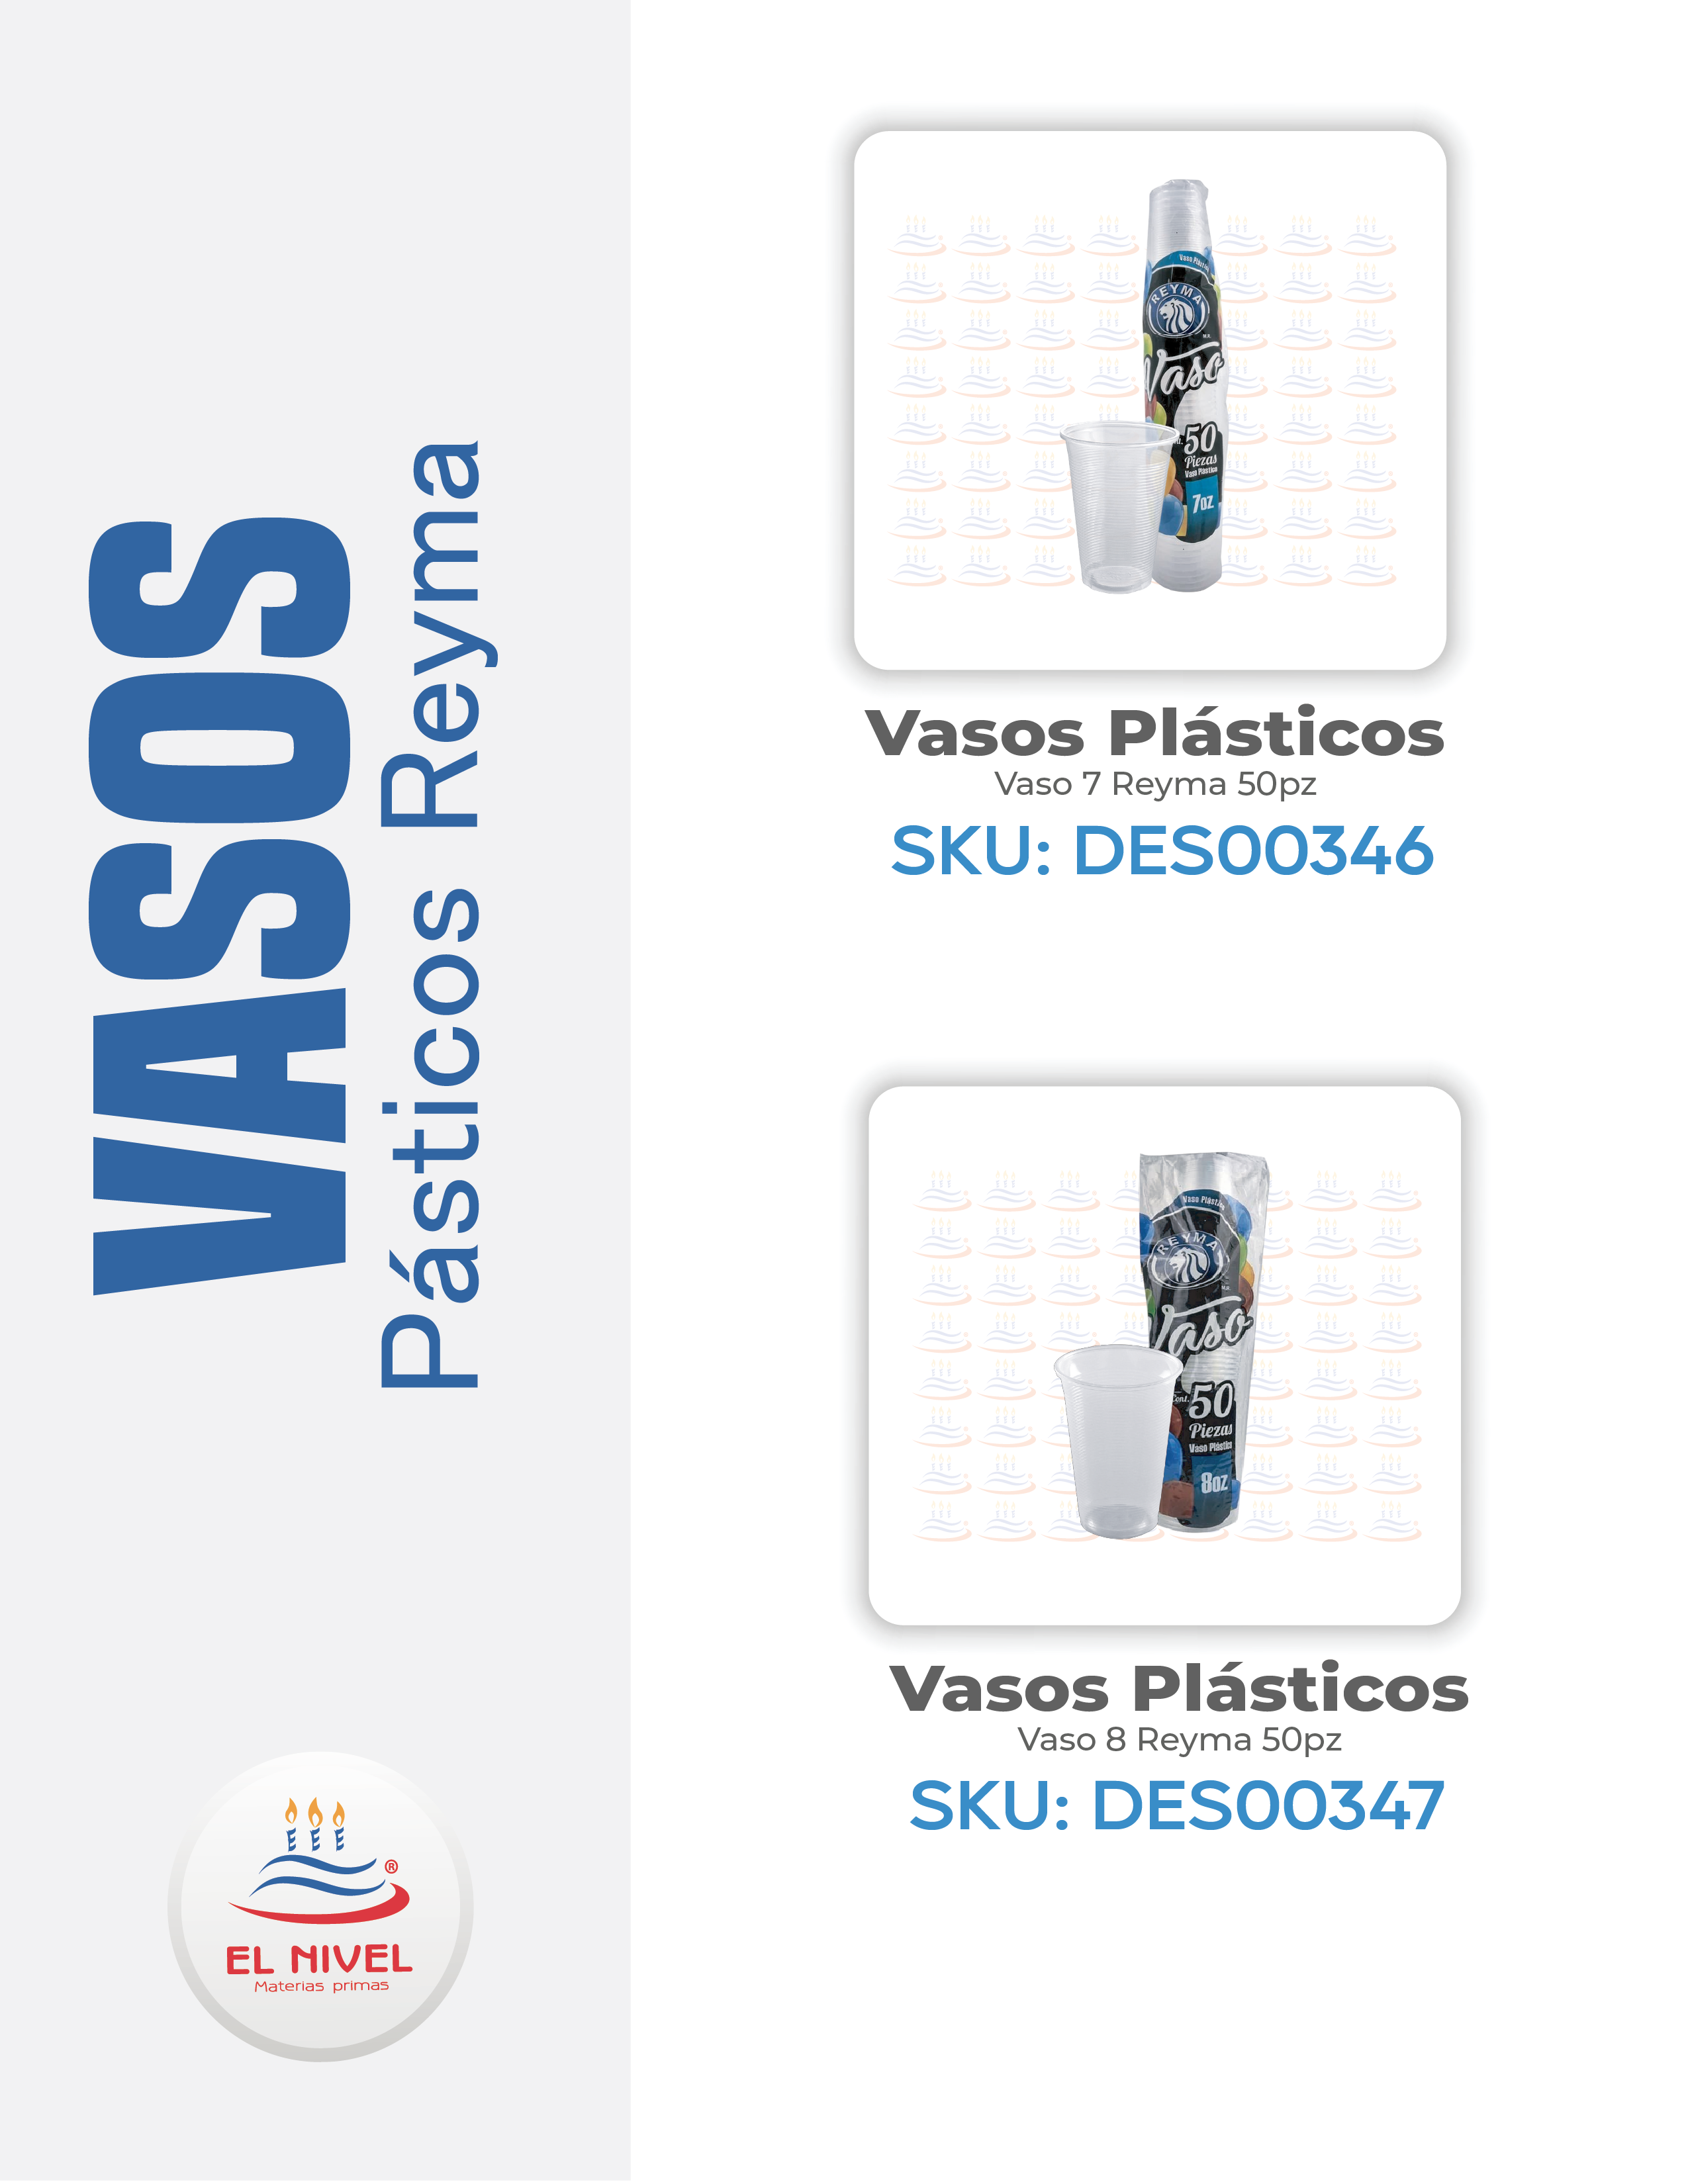 VASOS
Pásticos Reyma
®
EL NIVEL
Materias primas
Vaso Plástic
REYMA
M.R.
Vaso
50
Piezas
Vaso Plástico
7oz
Vasos Plásticos
Vaso 7 Reyma 50pz
SKU: DES00346
Vaso Plástic
REYMA
M.R.
Vaso
Cont. 50
Piezas
Vaso Plástico
8oz
Vasos Plásticos
Vaso 8 Reyma 50pz
SKU: DES00347